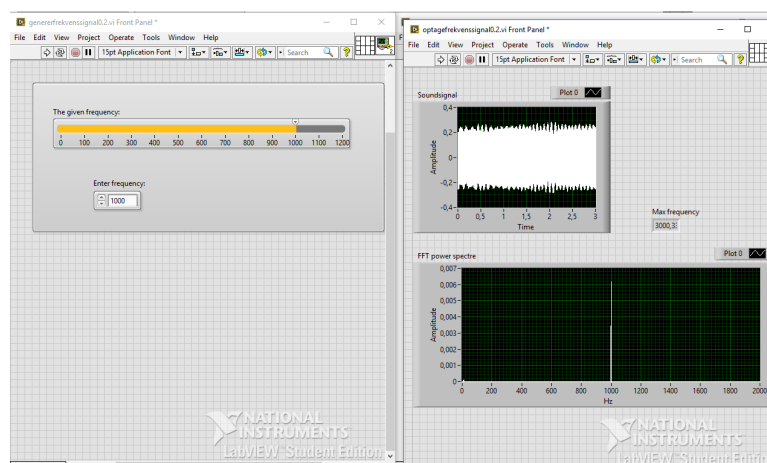 genererfrekvenssignal0.2.vi Front Panel *
File Edit View Project Operate Tools Window Help
15pt Application Font
Search
The given frequency:
0 100 200 300 400 500 600 700 800 900 1000 1100 1200
Enter frequency:
1000
NATIONAL
INSTRUMENTS
LabVIEW Student Edition
optagefrekvenssignal0.2.vi Front Panel *
File Edit View Project Operate Tools Window Help
15pt Application Font
Search
Soundsignal
Plot 0
0,4
0,2
0
-0,2
-0,4
Amplitude
0 0,5 1 1,5 2 2,5 3
Time
Max frequency
3000,3
FFT power spectre
Plot 0
0,007
0,006
0,005
0,004
0,003
0,002
0,001
0
Amplitude
0 200 400 600 800 1000 1200 1400 1600 1800 2000
Hz
NATIONAL
INSTRUMENTS
LabVIEW Student Edition